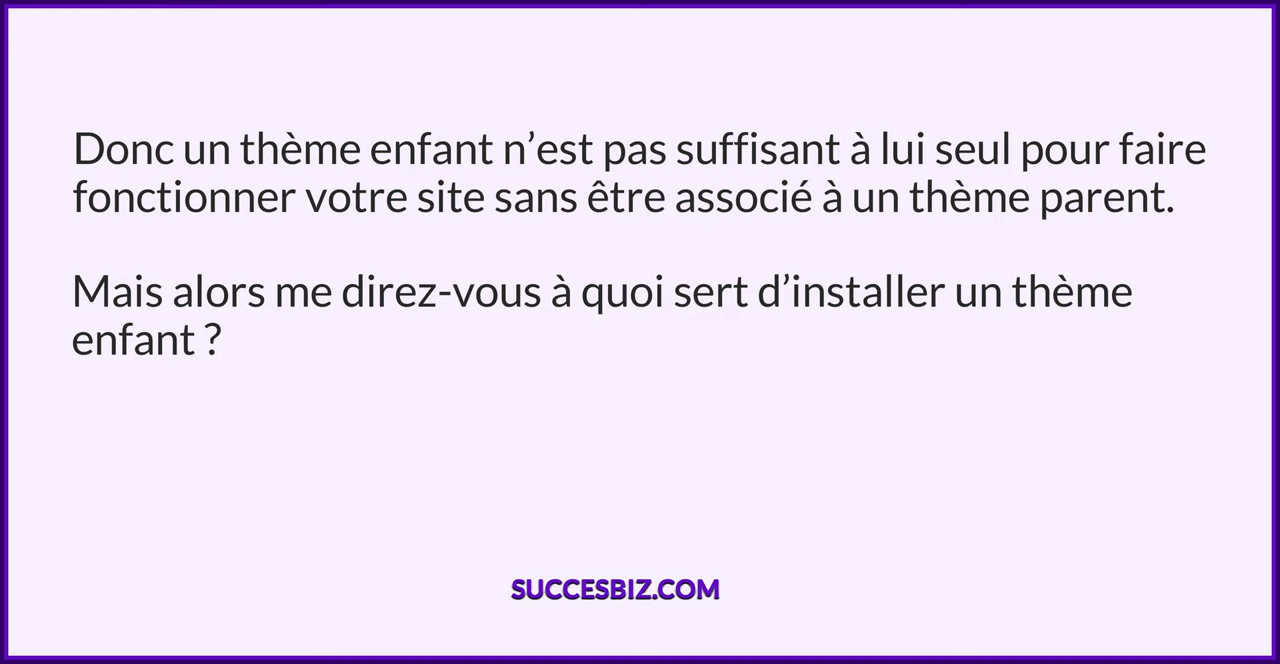 Donc un thème enfant n’est pas suffisant à lui seul pour faire
fonctionner votre site sans être associé à un thème parent.
Mais alors me direz-vous à quoi sert d’installer un thème
enfant ?
SUCCESBIZ.COM